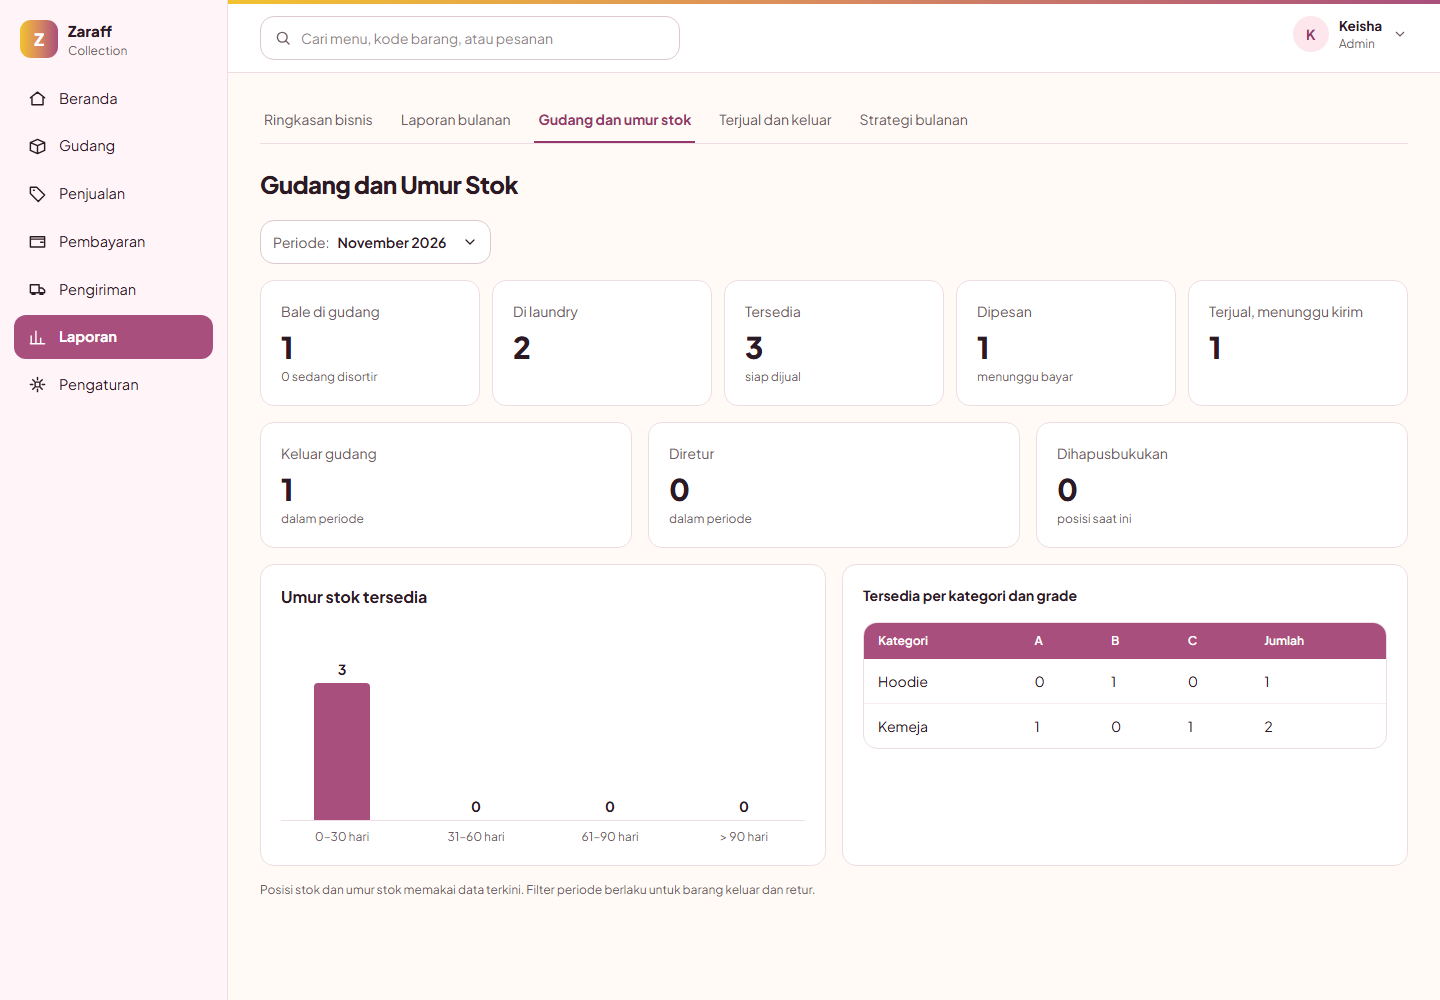 Z
Zaraff
Collection
Beranda
Gudang
Penjualan
Pembayaran
Pengiriman
Laporan
Pengaturan
Cari menu, kode barang, atau pesanan
K
Keisha
Admin
Ringkasan bisnis Laporan bulanan Gudang dan umur stok Terjual dan keluar Strategi bulanan
Gudang dan Umur Stok
Periode: November 2026
Bale di gudang
1
0 sedang disortir
Di laundry
2
Tersedia
3
siap dijual
Dipesan
1
menunggu bayar
Terjual, menunggu kirim
1
Keluar gudang
1
dalam periode
Diretur
0
dalam periode
Dihapusbukukan
0
posisi saat ini
Umur stok tersedia
3 0 0 0
0–30 hari 31–60 hari 61–90 hari > 90 hari
Tersedia per kategori dan grade
Kategori A B C Jumlah
Hoodie 0 1 0 1
Kemeja 1 0 1 2
Posisi stok dan umur stok memakai data terkini. Filter periode berlaku untuk barang keluar dan retur.